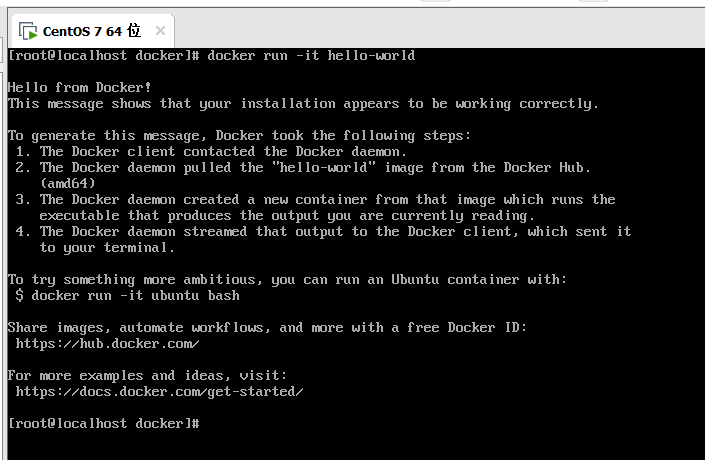 CentOS 7 64 位
[root@localhost docker]# docker run -it hello-world
Hello from Docker!
This message shows that your installation appears to be working correctly.
To generate this message, Docker took the following steps:
1. The Docker client contacted the Docker daemon.
2. The Docker daemon pulled the "hello-world" image from the Docker Hub.
(amd64)
3. The Docker daemon created a new container from that image which runs the
executable that produces the output you are currently reading.
4. The Docker daemon streamed that output to the Docker client, which sent it
to your terminal.
To try something more ambitious, you can run an Ubuntu container with:
$ docker run -it ubuntu bash
Share images, automate workflows, and more with a free Docker ID:
https://hub.docker.com/
For more examples and ideas, visit:
https://docs.docker.com/get-started/
[root@localhost docker]#